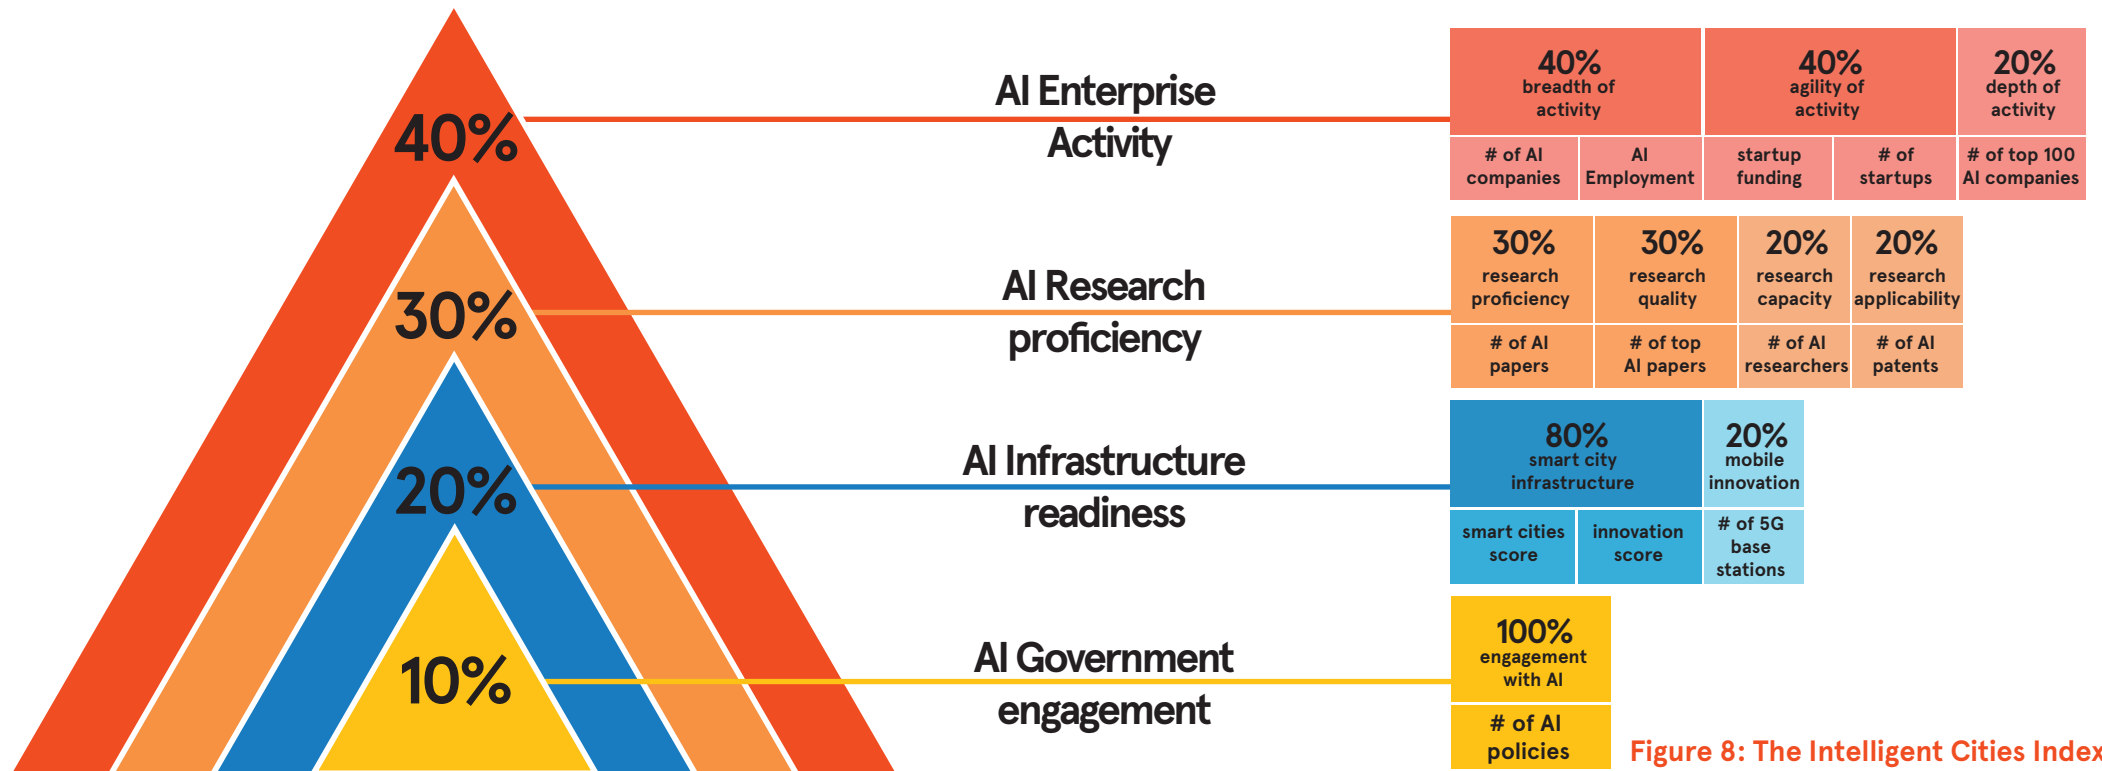 40%
AI Enterprise
Activity
40%
breadth of
activity
40%
agility of
activity
20%
depth of
activity
# of AI
companies
AI
Employment
startup
funding
# of
startups
# of top 100
AI companies
30%
AI Research
proficiency
30%
research
proficiency
30%
research
quality
20%
research
capacity
20%
research
applicability
# of AI
papers
# of top
AI papers
# of AI
researchers
# of AI
patents
20%
AI Infrastructure
readiness
80%
smart city
infrastructure
20%
mobile
innovation
smart cities
score
innovation
score
# of 5G
base
stations
10%
AI Government
engagement
100%
engagement
with AI
# of AI
policies
Figure 8: The Intelligent Cities Index